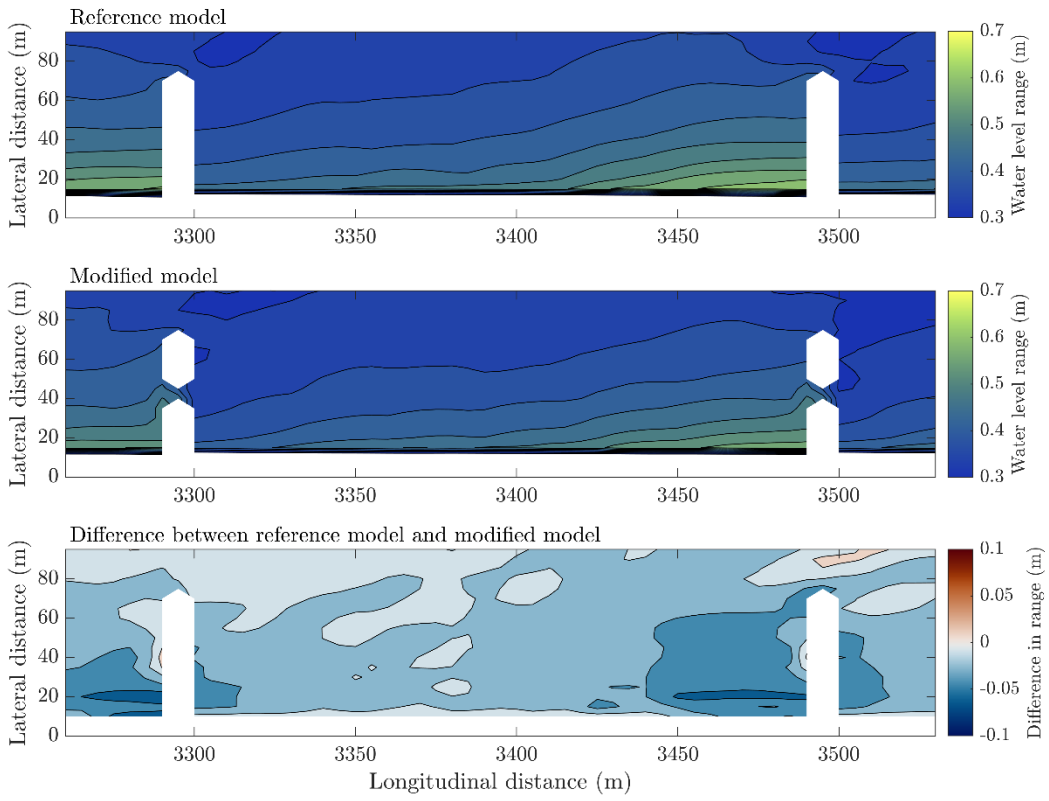 Reference model
Lateral distance (m)
80
60
40
20
0
3300 3350 3400 3450 3500
0.7
0.6
0.5
0.4
0.3
Water level range (m)
Modified model
Lateral distance (m)
80
60
40
20
0
3300 3350 3400 3450 3500
0.7
0.6
0.5
0.4
0.3
Water level range (m)
Difference between reference model and modified model
Lateral distance (m)
80
60
40
20
0
3300 3350 3400 3450 3500
Longitudinal distance (m)
0.1
0.05
0
-0.05
-0.1
Difference in range (m)